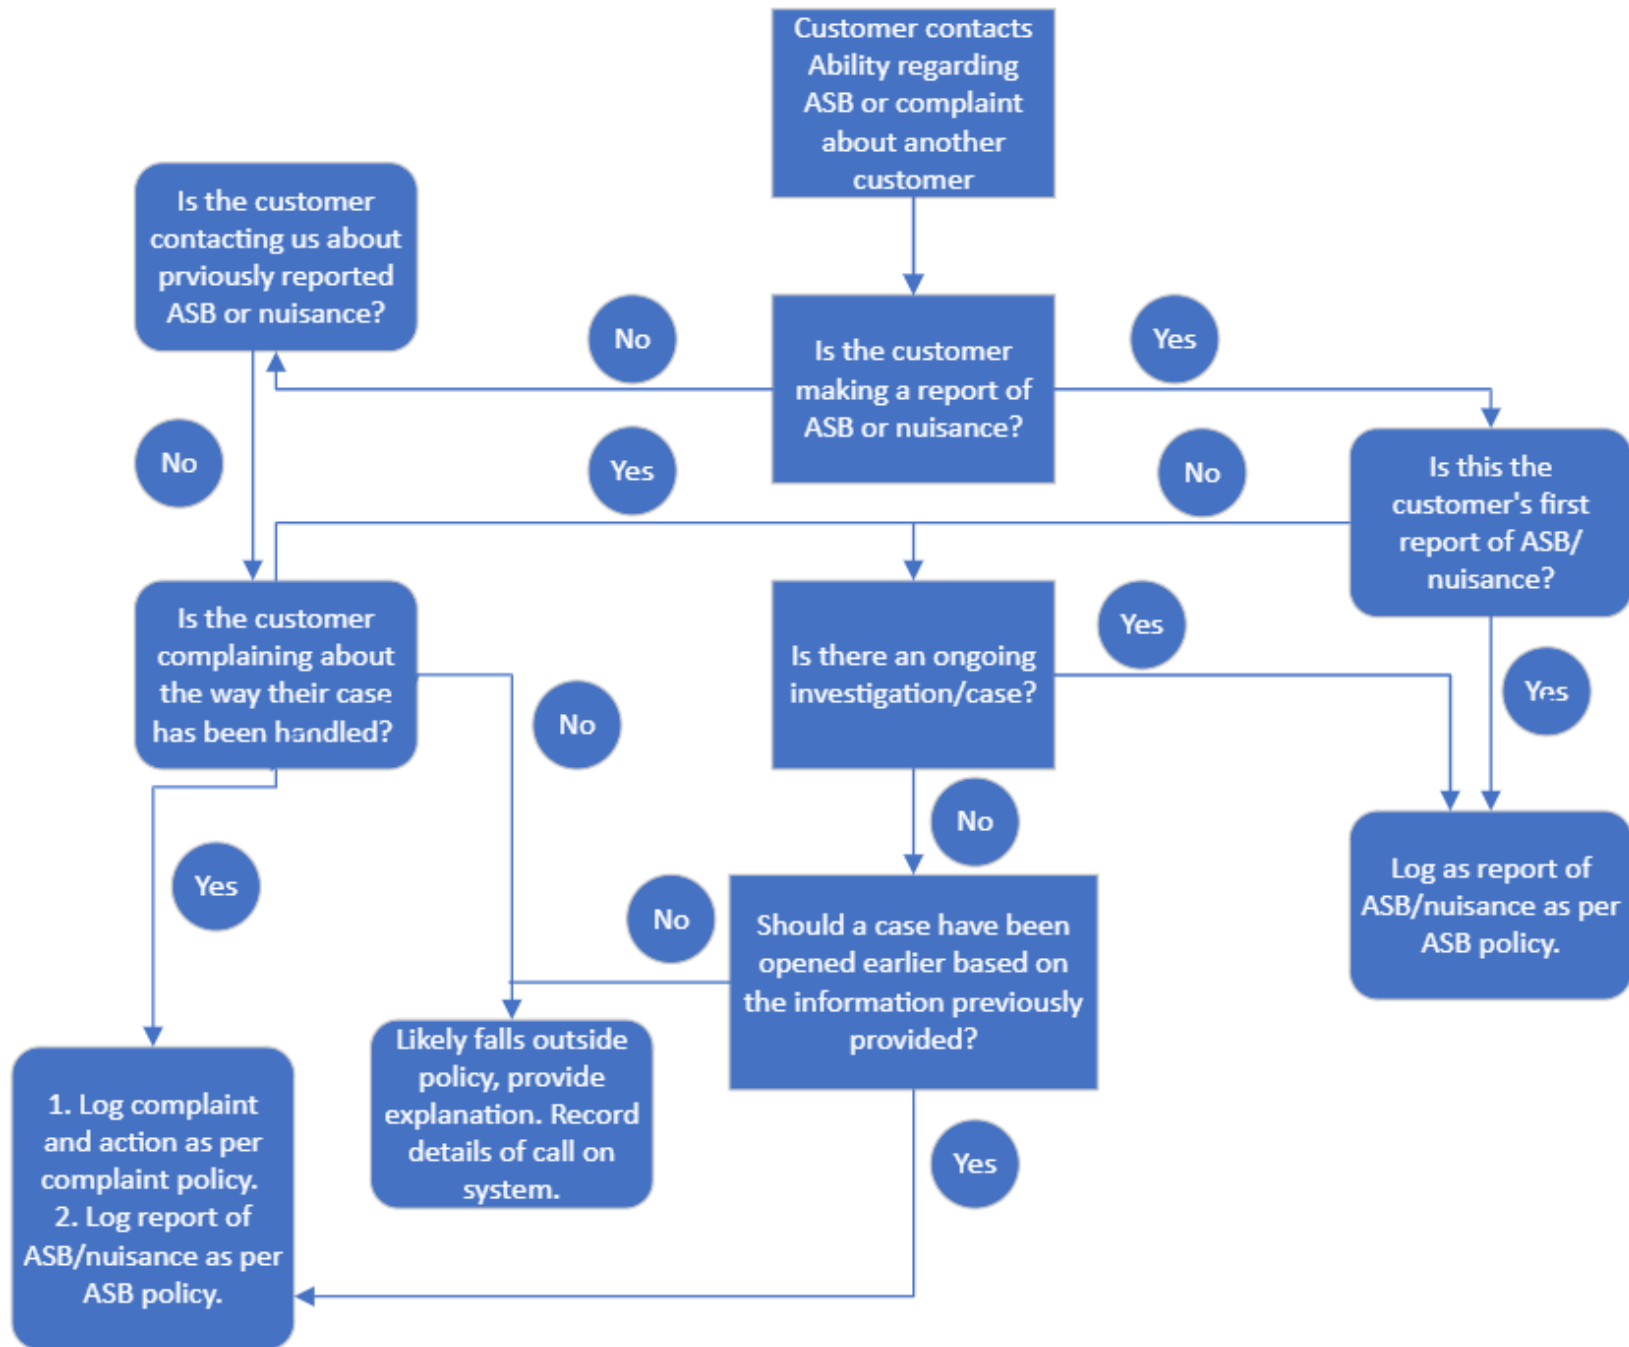 Customer contacts
Ability regarding
ASB or complaint
about another
customer
Is the customer
contacting us about
prviously reported
ASB or nuisance?
No
Is the customer
making a report of
ASB or nuisance?
Yes
No
Yes
No
Is this the
customer's first
report of ASB/
nuisance?
Is the customer
complaining about
the way their case
has been handled?
No
Is there an ongoing
investigation/case?
Yes
Yes
No
Yes
No
Should a case have been
opened earlier based on
the information previously
provided?
Log as report of
ASB/nuisance as per
ASB policy.
1. Log complaint
and action as per
complaint policy.
2. Log report of
ASB/nuisance as per
ASB policy.
Likely falls outside
policy, provide
explanation. Record
details of call on
system.
Yes